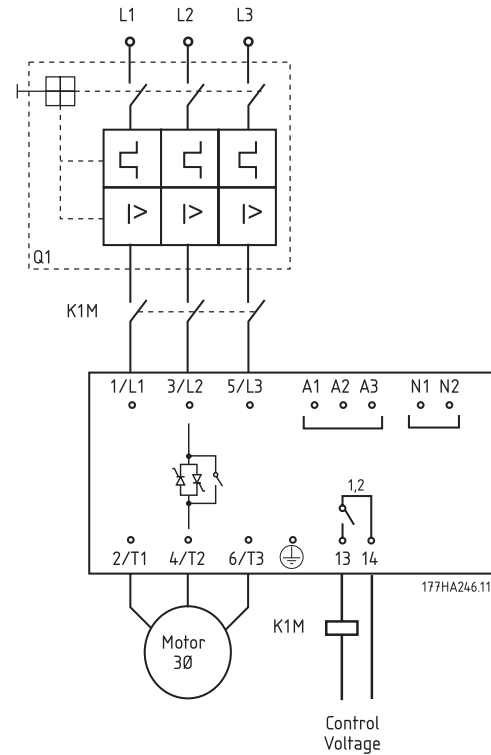 L1 L2 L3
Q1
K1M
1/L1 3/L2 5/L3 A1 A2 A3 N1 N2
1,2
2/T1 4/T2 6/T3 13 14
177HA246.11
Motor
3Ø
K1M
Control
Voltage